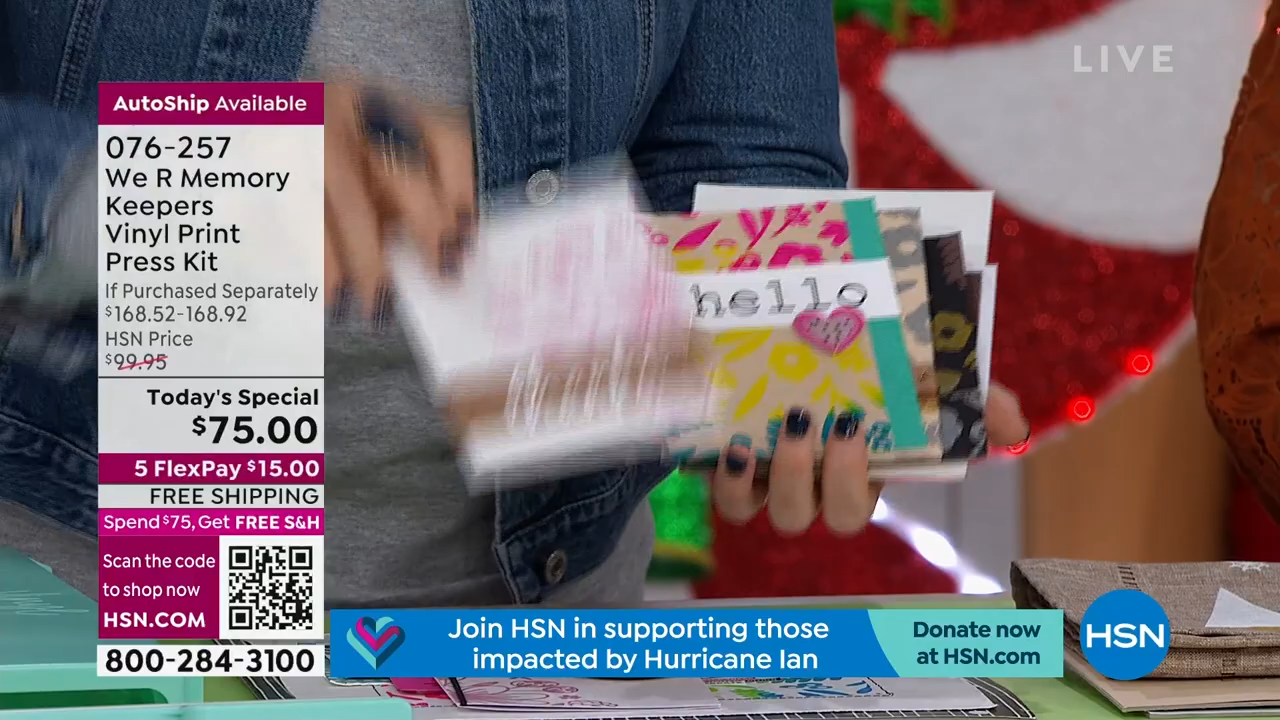 LIVE
AutoShip Available
076-257
We R Memory
Keepers
Vinyl Print
Press Kit
If Purchased Separately
$168.52-168.92
HSN Price
$99.95
Today's Special
$75.00
5 FlexPay $15.00
FREE SHIPPING
Spend $75, Get FREE S&H
Scan the code
to shop now
HSN.COM
800-284-3100
hello
Join HSN in supporting those
impacted by Hurricane Ian
Donate now
at HSN.com
HSN